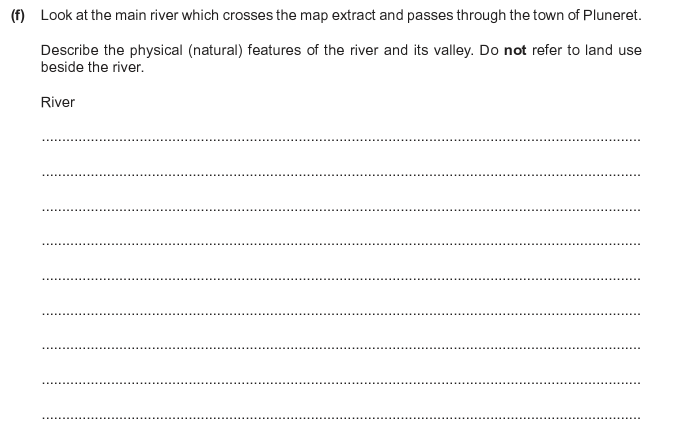 (f) Look at the main river which crosses the map extract and passes through the town of Pluneret.
Describe the physical (natural) features of the river and its valley. Do not refer to land use
beside the river.
River